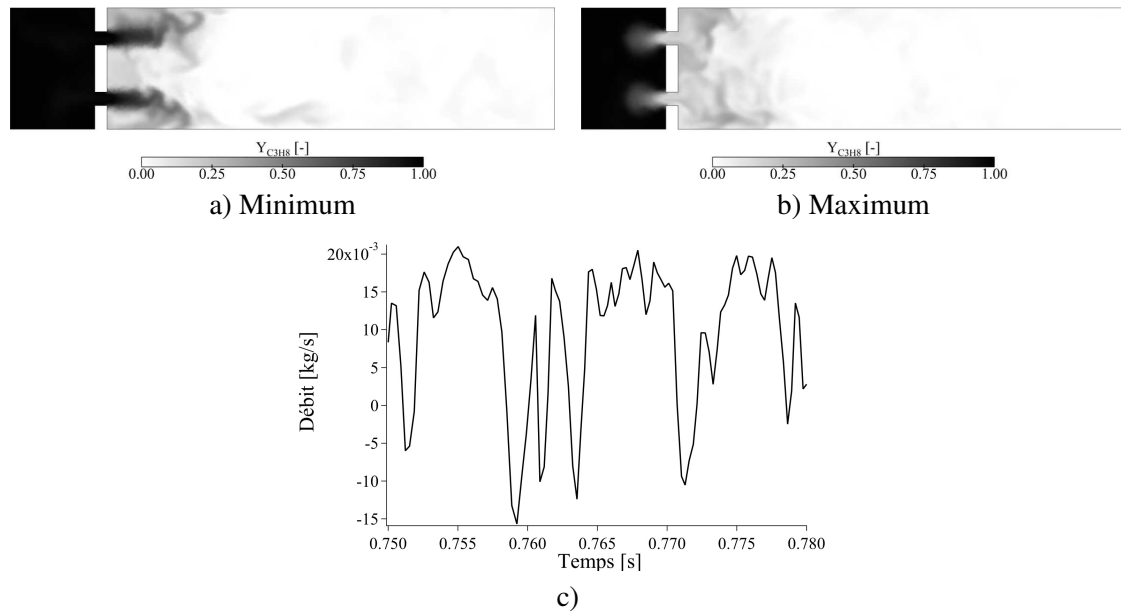 Y_C3H8 [-]
0.00 0.25 0.50 0.75 1.00
a) Minimum
Y_C3H8 [-]
0.00 0.25 0.50 0.75 1.00
b) Maximum
20x10^-3
15
10
5
0
-5
-10
-15
Débit [kg/s]
0.750 0.755 0.760 0.765 0.770 0.775 0.780
Temps [s]
c)